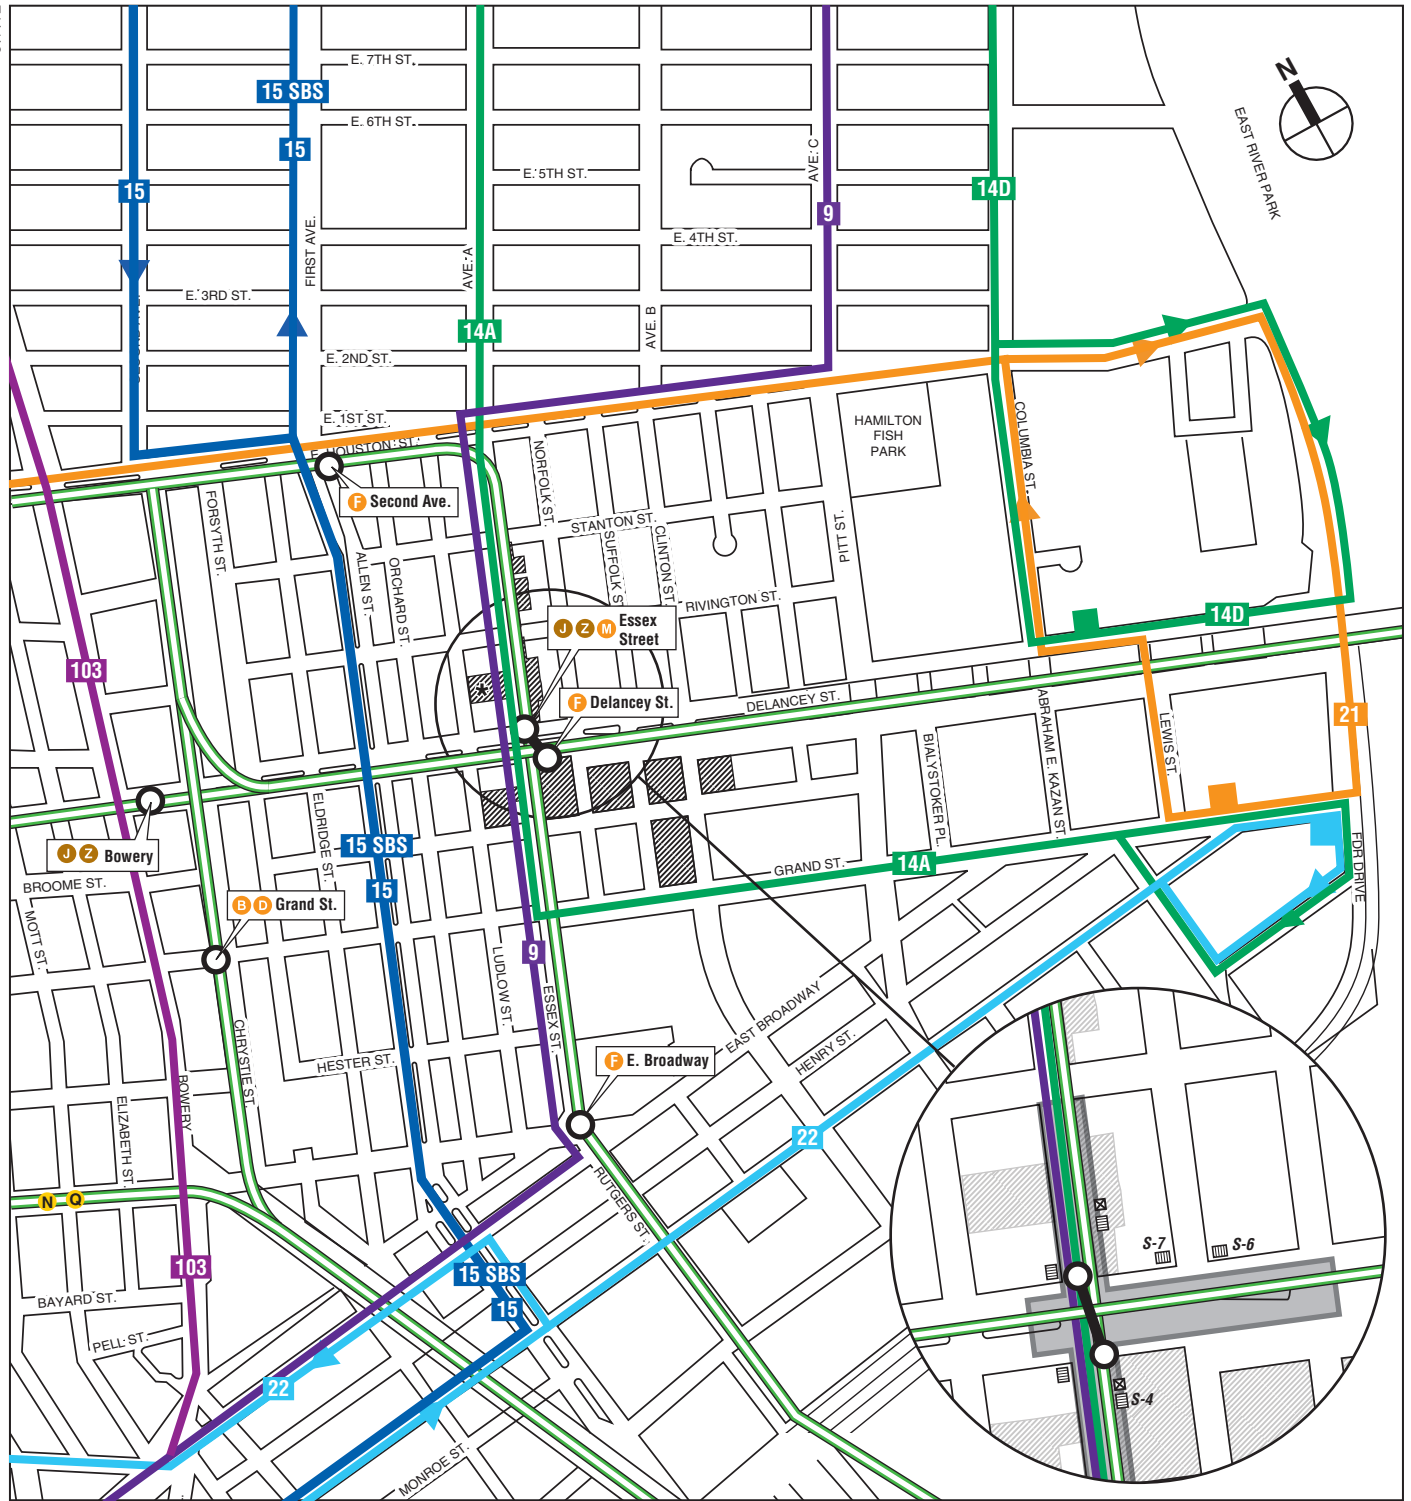 E. 7TH ST.
15 SBS
E. 6TH ST.
N
EAST RIVER PARK
15
AVE. C
E. 5TH ST.
15
14D
9
FIRST AVE.
E. 4TH ST.
AVE. A
E. 3RD ST.
14A
AVE. B
E. 2ND ST.
E. 1ST ST.
HAMILTON
FISH
PARK
COLUMBIA ST.
E. HOUSTON ST.
NORFOLK ST.
F Second Ave.
FORSYTH ST.
STANTON ST.
SUFFOLK ST.
CLINTON ST.
PITT ST.
ALLEN ST.
ORCHARD ST.
RIVINGTON ST.
14D
J Z M Essex
Street
103
*
F Delancey St.
DELANCEY ST.
ABRAHAM E. KAZAN ST.
LEWIS ST.
21
BIALYSTOKER PL.
ELDRIDGE ST.
15 SBS
J Z Bowery
GRAND ST.
14A
FDR DRIVE
BROOME ST.
15
B D Grand St.
MOTT ST.
9
LUDLOW ST.
ESSEX ST.
EAST BROADWAY
CHRYSTIE ST.
HESTER ST.
F E. Broadway
HENRY ST.
BOWERY
ELIZABETH ST.
22
N Q
RUTGERS ST.
S-7
S-6
103
15 SBS
BAYARD ST.
15
PELL ST.
22
S-4
MONROE ST.